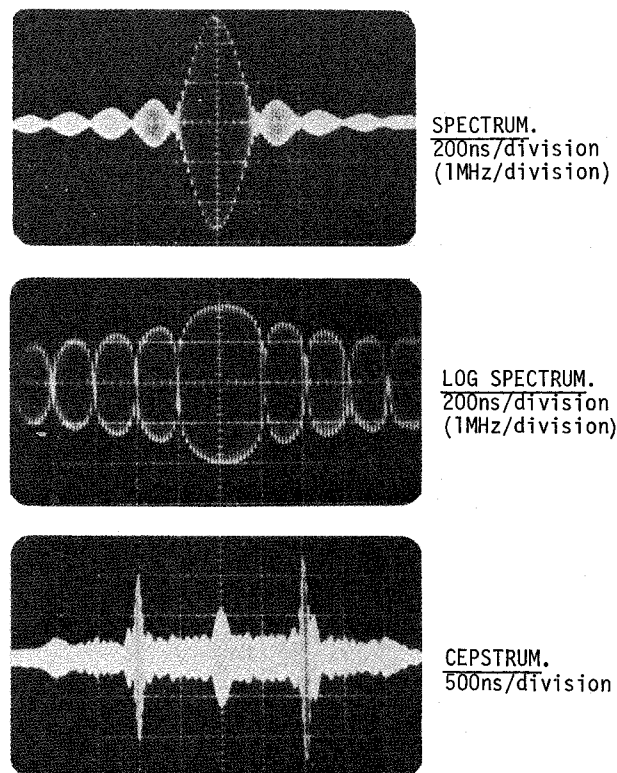 SPECTRUM.
200ns/division
(1MHz/division)
LOG SPECTRUM.
200ns/division
(1MHz/division)
CEPSTRUM.
500ns/division